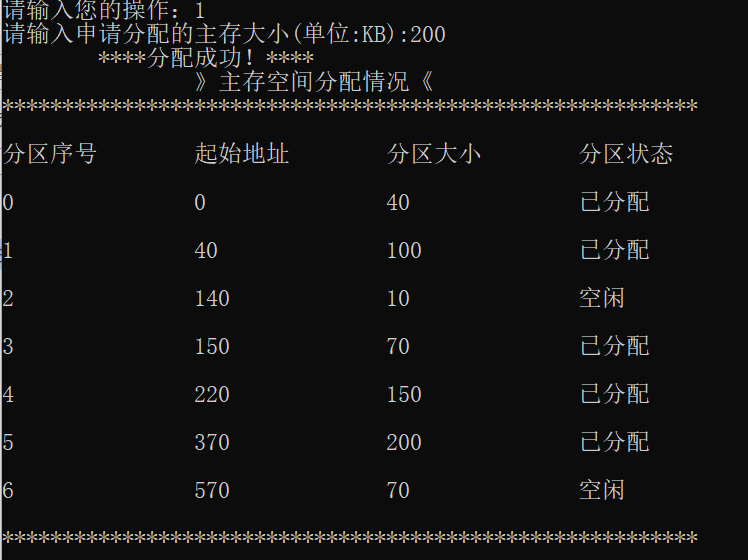 请输入您的操作：1
请输入申请分配的主存大小(单位:KB):200
****分配成功！****
》主存空间分配情况《
**********************************************************
分区序号 起始地址 分区大小 分区状态
0 0 40 已分配
1 40 100 已分配
2 140 10 空闲
3 150 70 已分配
4 220 150 已分配
5 370 200 已分配
6 570 70 空闲
**********************************************************